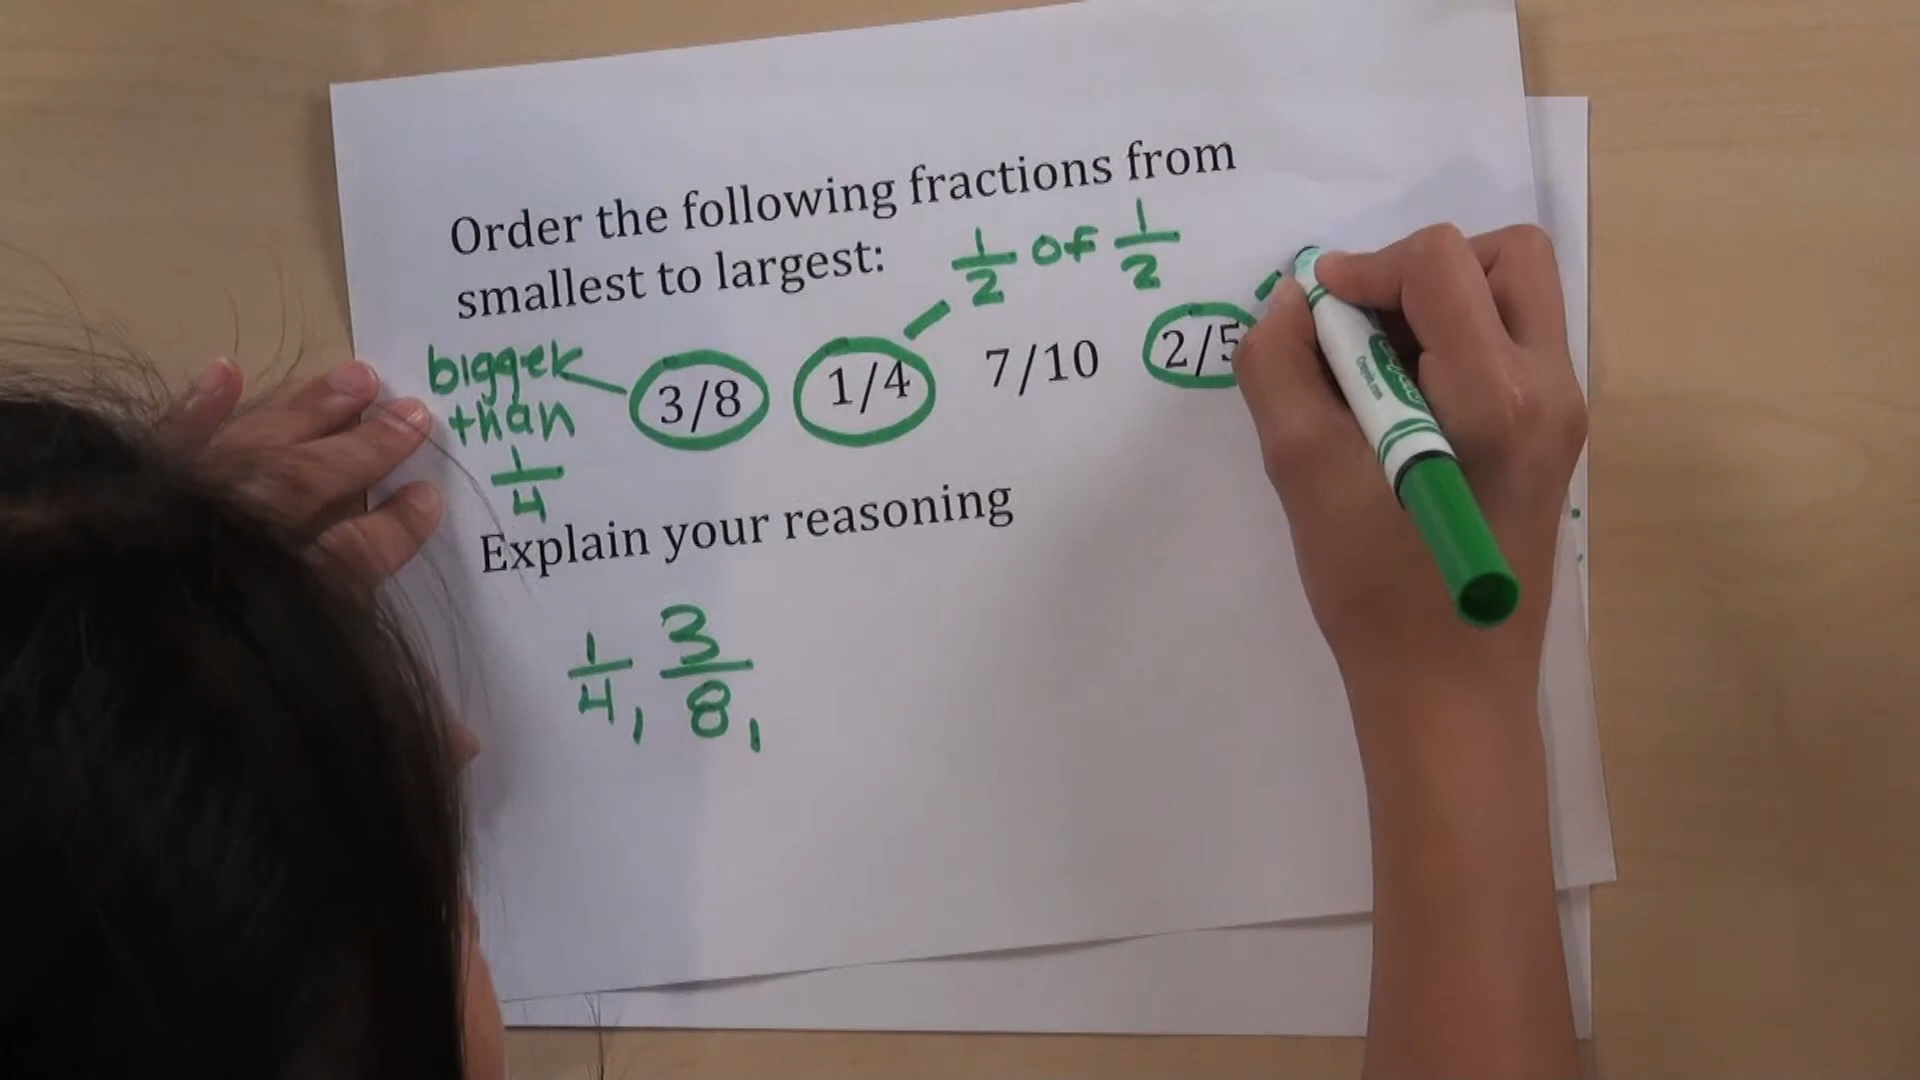 Order the following fractions from
smallest to largest:
1/2 of 1/2
bigger
than
1/4
3/8 1/4 7/10 2/5
Explain your reasoning
1/4, 3/8,